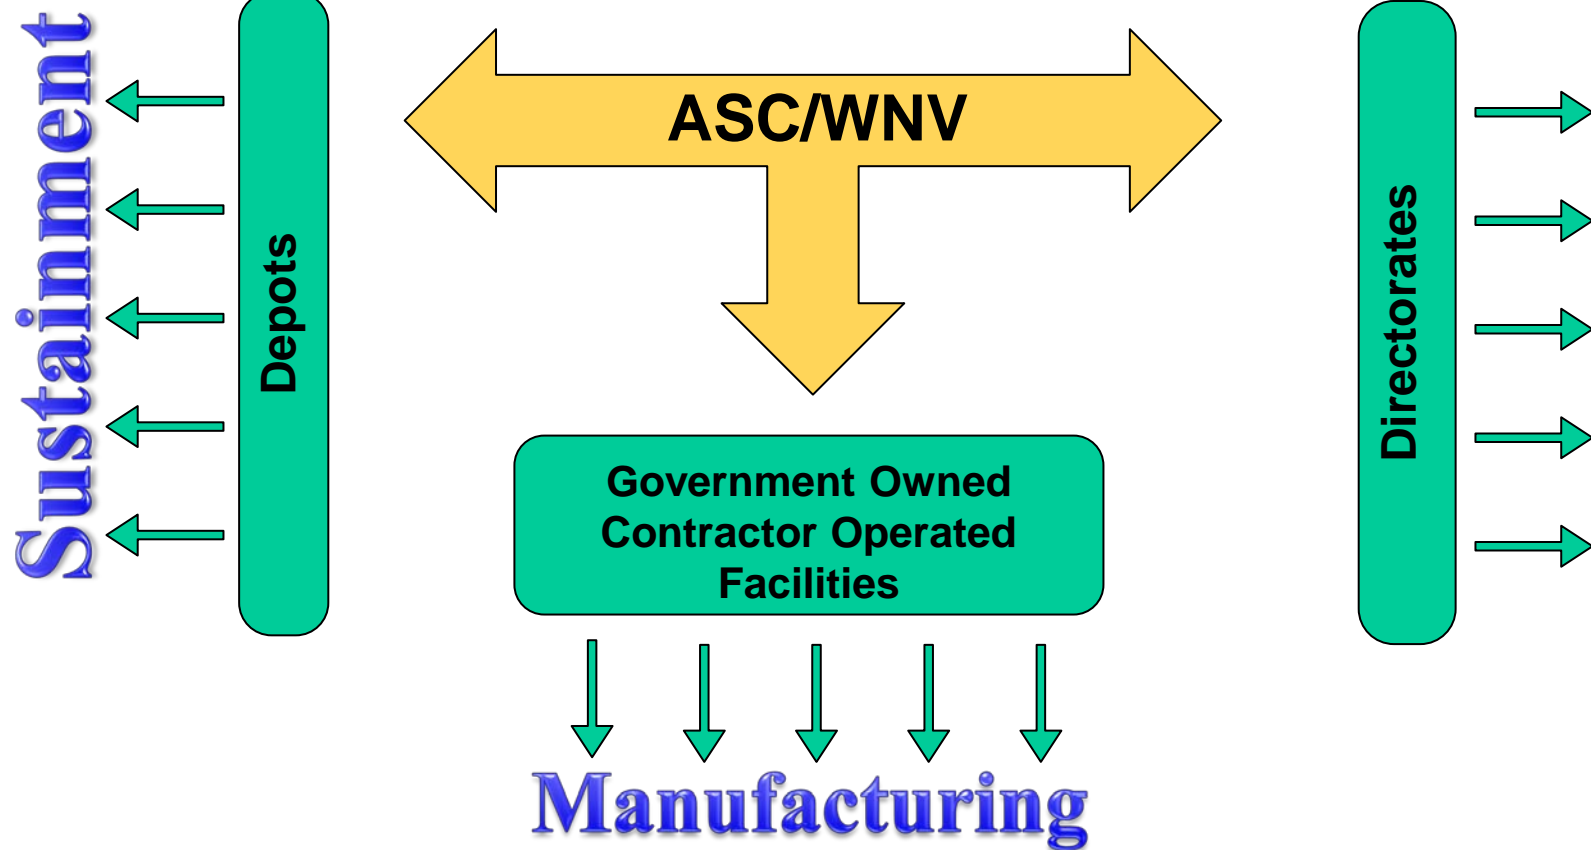 Sustainment
Depots
ASC/WNV
Directorates
Government Owned
Contractor Operated
Facilities
Manufacturing